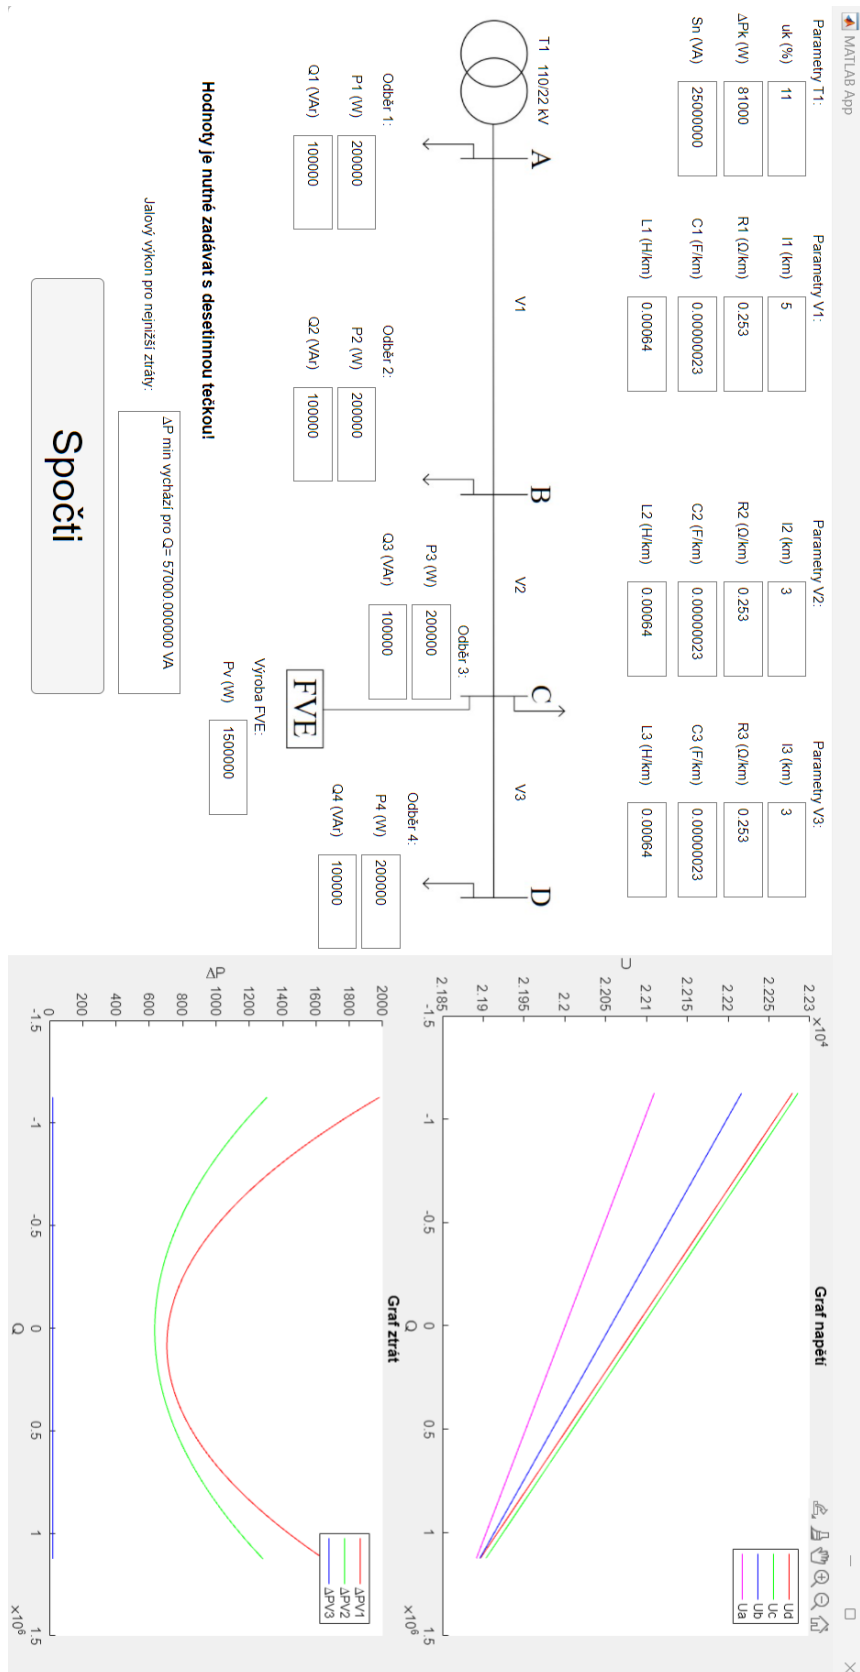 MATLAB App
Parametry T1:
uk (%) 11
ΔPk (W) 81000
Sn (VA) 25000000
Parametry V1:
l1 (km) 5
R1 (Ω/km) 0.253
C1 (F/km) 0.00000023
L1 (H/km) 0.00064
Parametry V2:
l2 (km) 3
R2 (Ω/km) 0.253
C2 (F/km) 0.00000023
L2 (H/km) 0.00064
Parametry V3:
l3 (km) 3
R3 (Ω/km) 0.253
C3 (F/km) 0.00000023
L3 (H/km) 0.00064
T1 110/22 kV
A
V1
B
V2
C
V3
D
Odběr 1:
P1 (W) 200000
Q1 (VAr) 100000
Odběr 2:
P2 (W) 200000
Q2 (VAr) 100000
Odběr 3:
P3 (W) 200000
Q3 (VAr) 100000
FVE
Výroba FVE:
Pv (W) 1500000
Odběr 4:
P4 (W) 200000
Q4 (VAr) 100000
Hodnoty je nutné zadávat s desetinnou tečkou!
Jalový výkon pro nejnižší ztráty:
ΔP min vychází pro Q= 57000.000000 VA
Spočti
Graf napětí
×10⁴
2.23
2.225
2.22
2.215
2.21
2.205
2.2
2.195
2.19
2.185
U
-1.5 -1 -0.5 0 0.5 1 1.5
Q
×10⁶
Ud
Uc
Ub
Ua
Graf ztrát
2000
1800
1600
1400
1200
1000
800
600
400
200
0
ΔP
-1.5 -1 -0.5 0 0.5 1 1.5
Q
×10⁶
ΔPV1
ΔPV2
ΔPV3